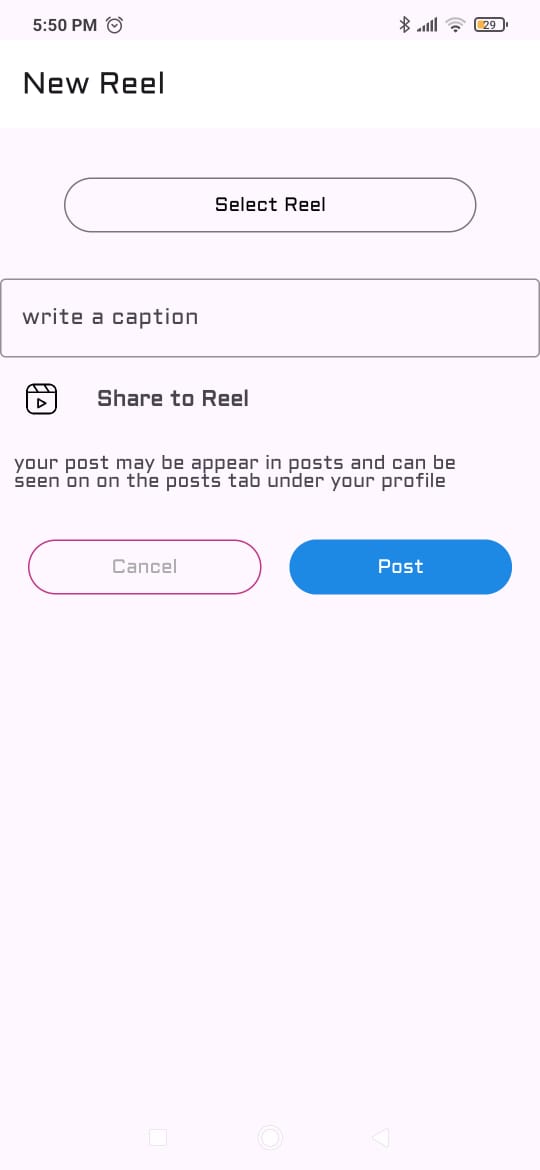 5:50 PM
29
New Reel
Select Reel
write a caption
Share to Reel
your post may be appear in posts and can be
seen on on the posts tab under your profile
Cancel
Post